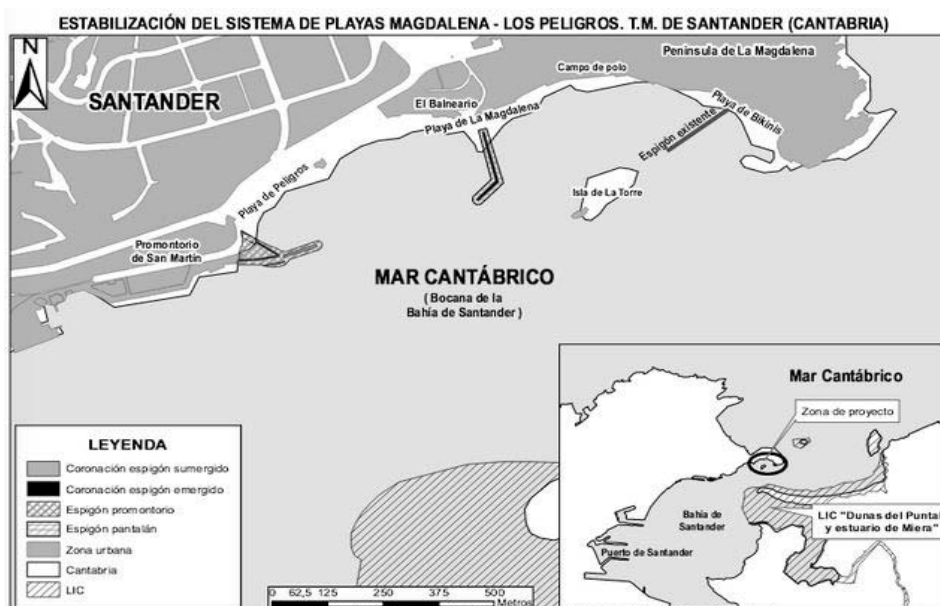 ESTABILIZACIÓN DEL SISTEMA DE PLAYAS MAGDALENA - LOS PELIGROS. T.M. DE SANTANDER (CANTABRIA)
N
SANTANDER
Península de La Magdalena
Campo de polo
El Balneario
Playa de La Magdalena
Playa de Bikinis
Espigón existente
Isla de La Torre
Playa de Peligros
Promontorio
de San Martín
MAR CANTÁBRICO
( Bocana de la
Bahía de Santander )
LEYENDA
Coronación espigón sumergido
Coronación espigón emergido
Espigón promontorio
Espigón pantalán
Zona urbana
Cantabria
LIC
0 62,5 125 250 375 500
Metros
Mar Cantábrico
Zona de proyecto
Bahía de
Santander
Puerto de Santander
LIC "Dunas del Puntal
y estuario de Miera"